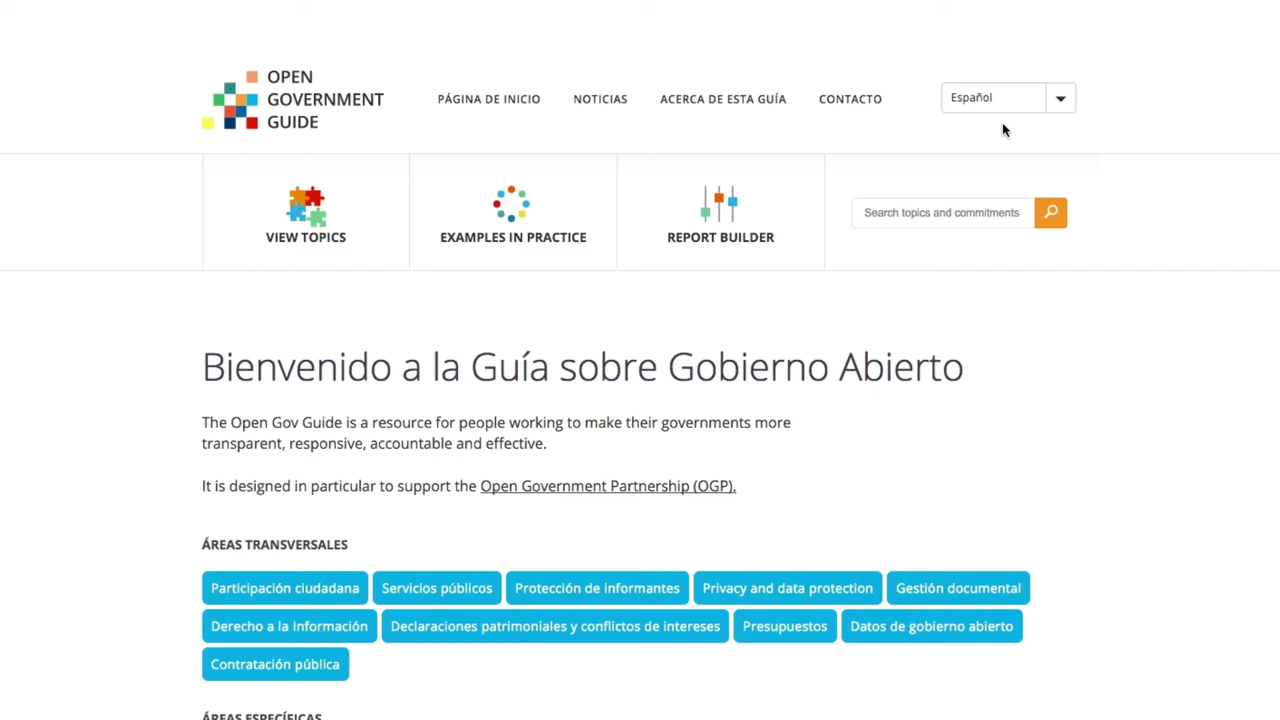 OPEN
GOVERNMENT
GUIDE
PÁGINA DE INICIO
NOTICIAS
ACERCA DE ESTA GUÍA
CONTACTO
Español
VIEW TOPICS
EXAMPLES IN PRACTICE
REPORT BUILDER
Search topics and commitments
Bienvenido a la Guía sobre Gobierno Abierto
The Open Gov Guide is a resource for people working to make their governments more
transparent, responsive, accountable and effective.
It is designed in particular to support the Open Government Partnership (OGP).
ÁREAS TRANSVERSALES
Participación ciudadana
Servicios públicos
Protección de informantes
Privacy and data protection
Gestión documental
Derecho a la Información
Declaraciones patrimoniales y conflictos de intereses
Presupuestos
Datos de gobierno abierto
Contratación pública
ÁREAS ESPECÍFICAS